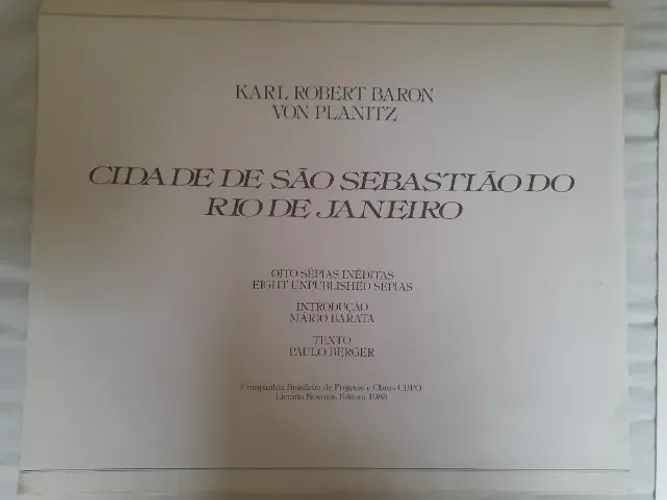 KARL ROBERT BARON
VON PLANITZ
CIDADE DE SÃO SEBASTIÃO DO
RIO DE JANEIRO
OITO SÉPIAS INÉDITAS
EIGHT UNPUBLISHED SEPIAS
INTRODUÇÃO
MARIO BARATA
TEXTO
PAULO BERGER
Companhia Brasileira de Projetos e Obras-CBPO
Livraria Kosmos Editora 1985